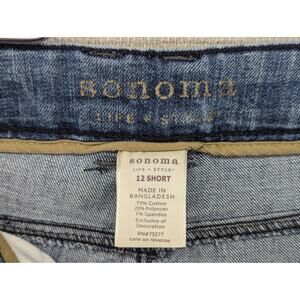 sonoma
LIFE + STYLE
sonoma
LIFE + STYLE®
12 SHORT
MADE IN
BANGLADESH
79% Cotton
20% Polyester
1% Spandex
Exclusive of
Decoration
RN#73277
care on reverse